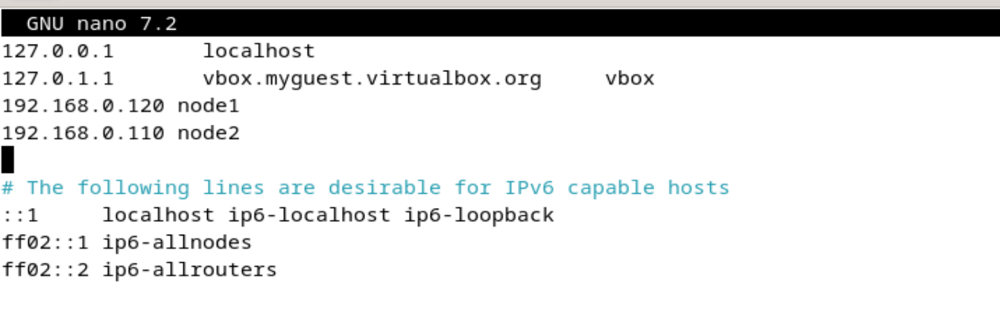 GNU nano 7.2
127.0.0.1 localhost
127.0.1.1 vbox.myguest.virtualbox.org vbox
192.168.0.120 node1
192.168.0.110 node2
# The following lines are desirable for IPv6 capable hosts
::1 localhost ip6-localhost ip6-loopback
ff02::1 ip6-allnodes
ff02::2 ip6-allrouters